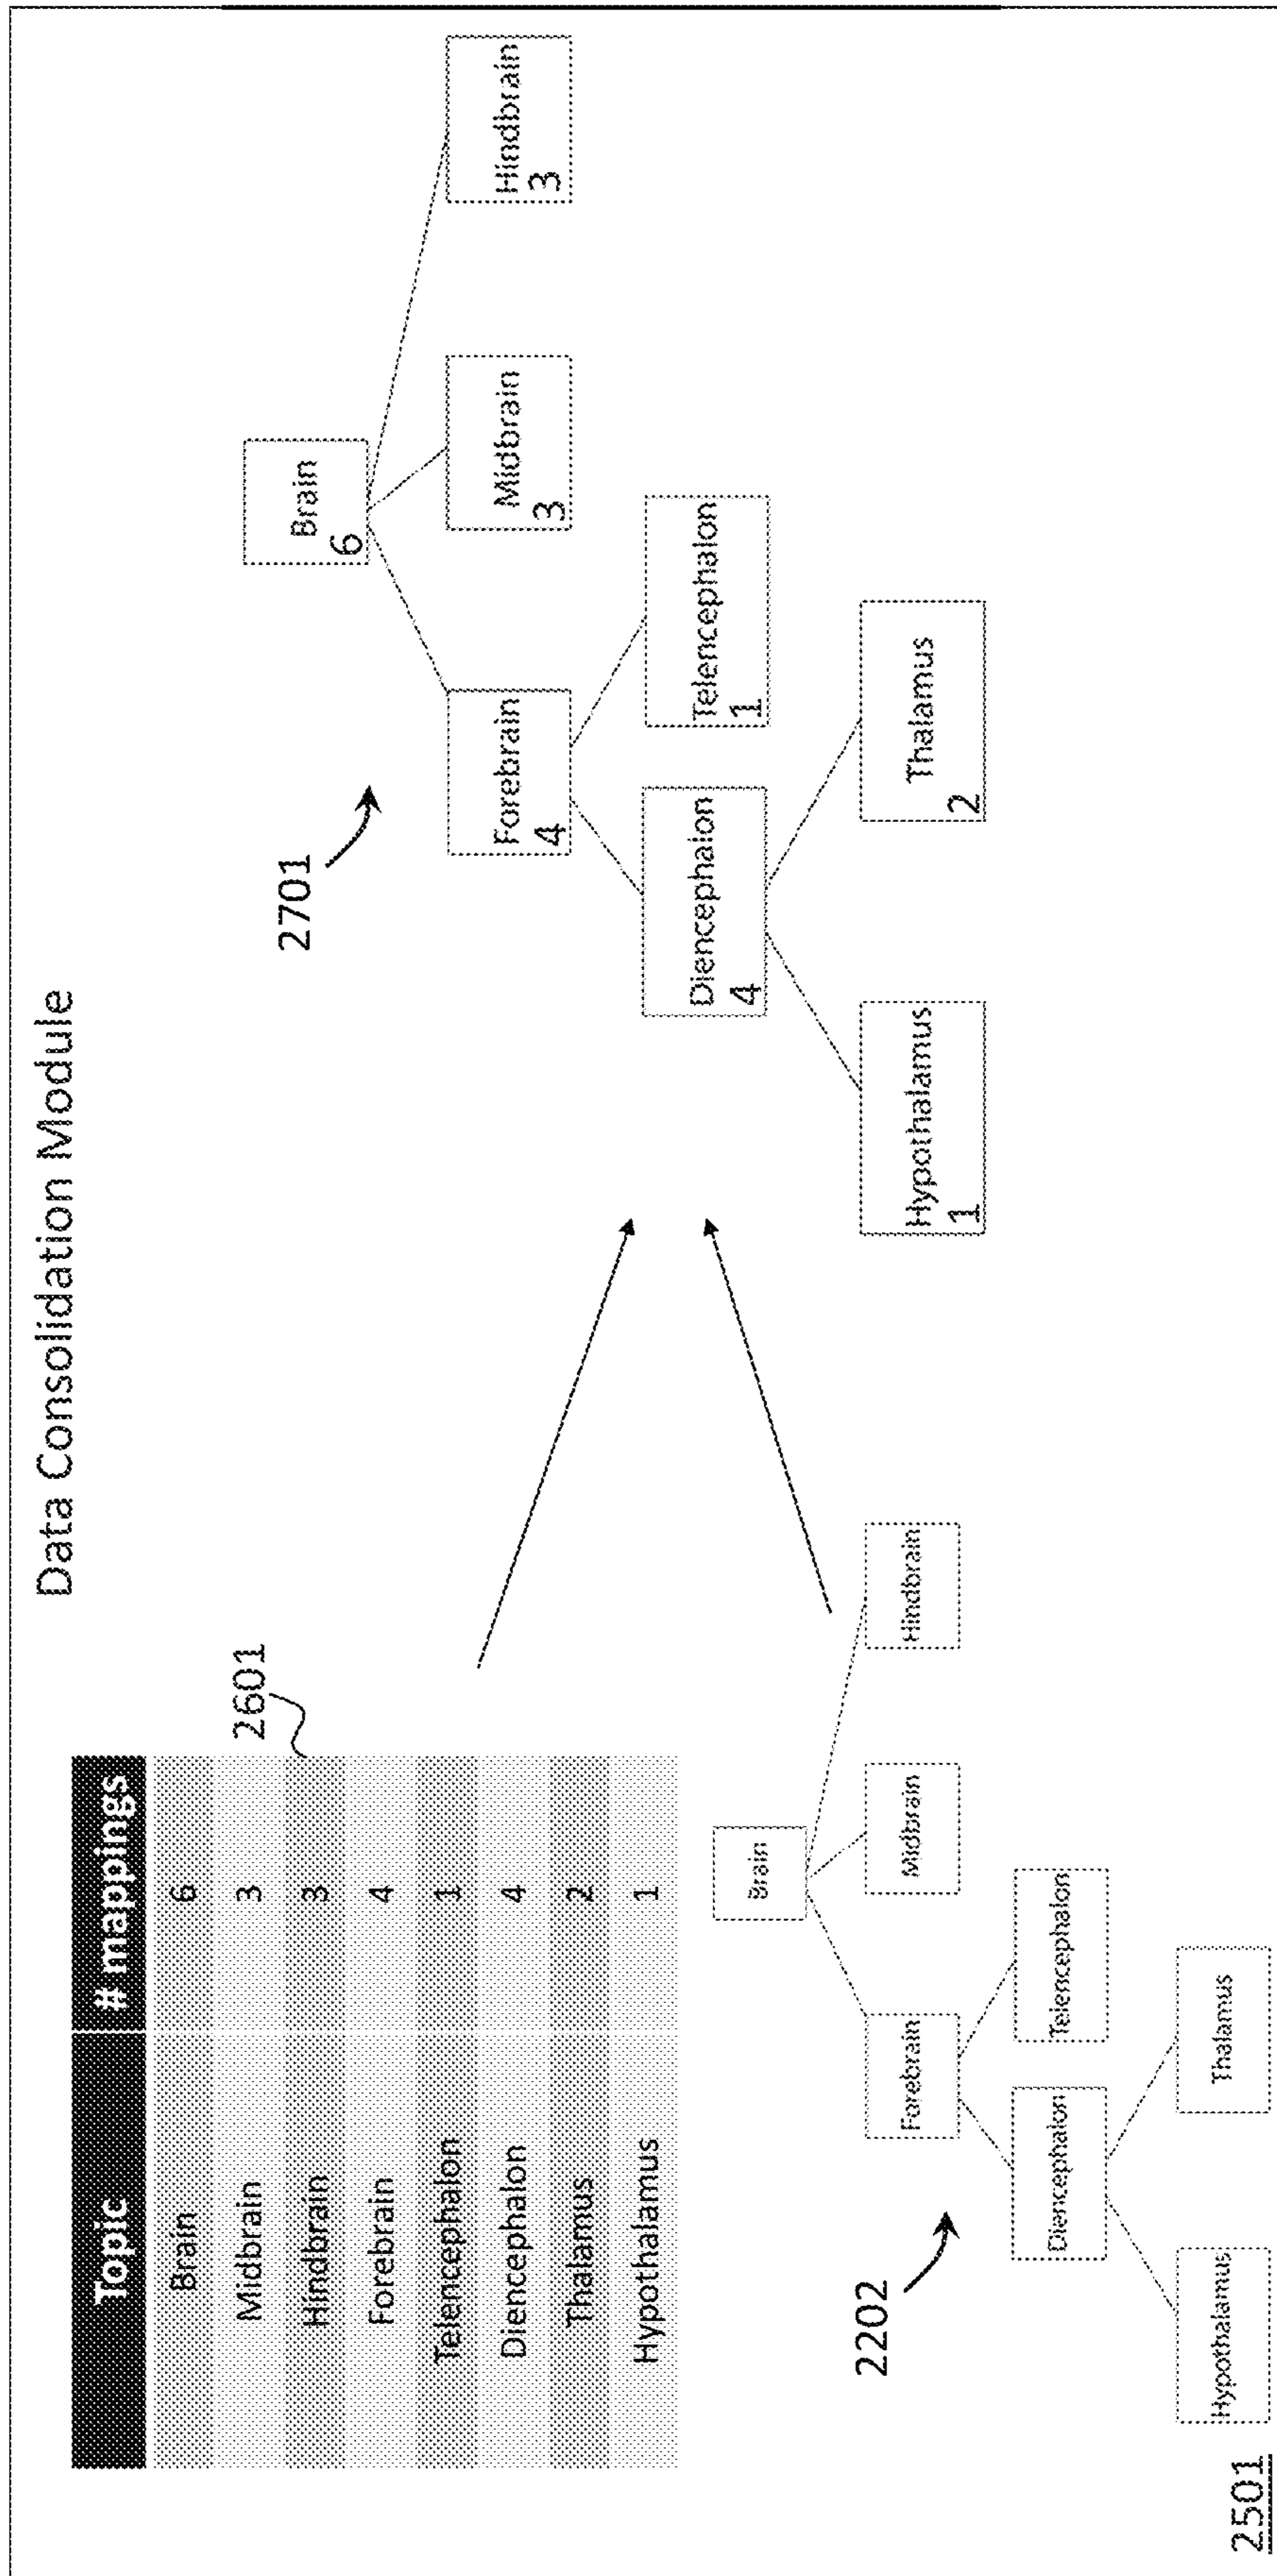 Data Consolidation Module
Topic # mappings
Brain 6
Midbrain 3
Hindbrain 3
Forebrain 4
Telencephalon 1
Diencephalon 4
Thalamus 2
Hypothalamus 1
2601
2202
Brain
Forebrain Midbrain Hindbrain
Diencephalon Telencephalon
Hypothalamus Thalamus
2701
Brain
6
Forebrain Midbrain Hindbrain
4 3 3
Diencephalon Telencephalon
4 1
Hypothalamus Thalamus
1 2
2501